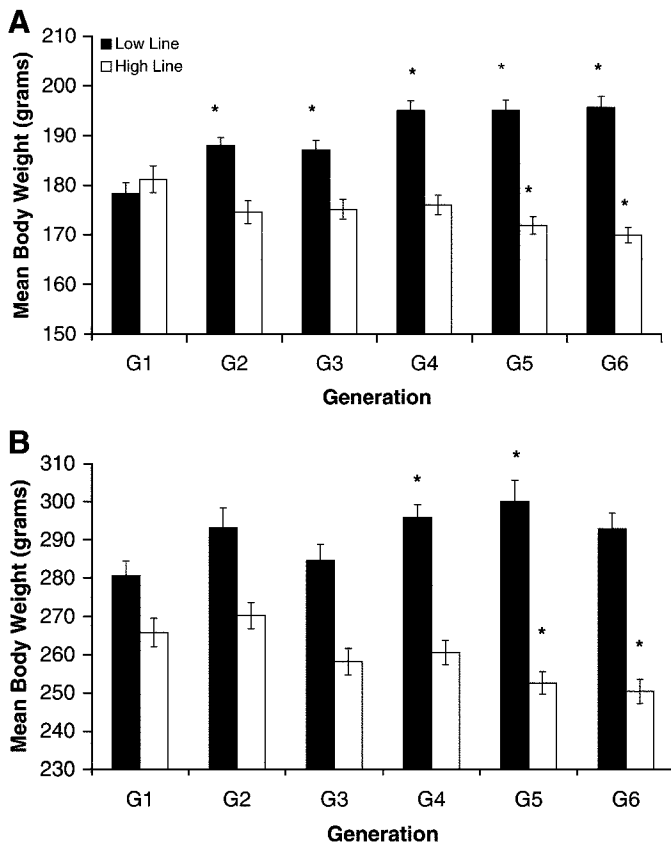 A
Mean Body Weight (grams)
210
200
190
180
170
160
150
Low Line
High Line
* * * * *
* *
G1 G2 G3 G4 G5 G6
Generation
B
Mean Body Weight (grams)
310
300
290
280
270
260
250
240
230
* *
* *
G1 G2 G3 G4 G5 G6
Generation